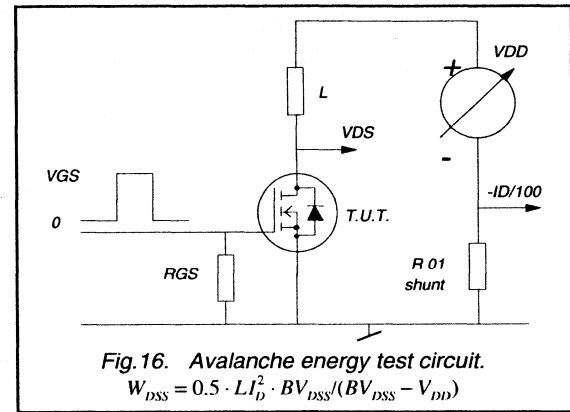 +
VDD
L
VDS
-
VGS
-ID/100
0
T.U.T.
RGS
R 01
shunt
Fig.16. Avalanche energy test circuit.
W_DSS = 0.5 · LI_D^2 · BV_DSS/(BV_DSS − V_DD)